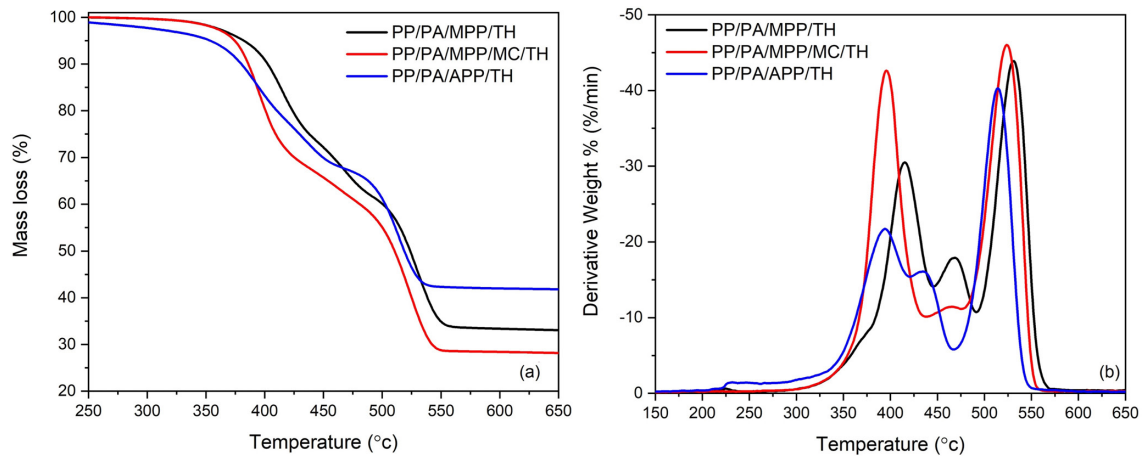 100
90
80
70
60
50
40
30
20
250
300
350
400
450
500
550
600
650
Mass loss (%)
Temperature (°c)
PP/PA/MPP/TH
PP/PA/MPP/MC/TH
PP/PA/APP/TH
(a)
-50
-40
-30
-20
-10
0
150
200
250
300
350
400
450
500
550
600
650
Derivative Weight % (%/min)
Temperature (°c)
PP/PA/MPP/TH
PP/PA/MPP/MC/TH
PP/PA/APP/TH
(b)